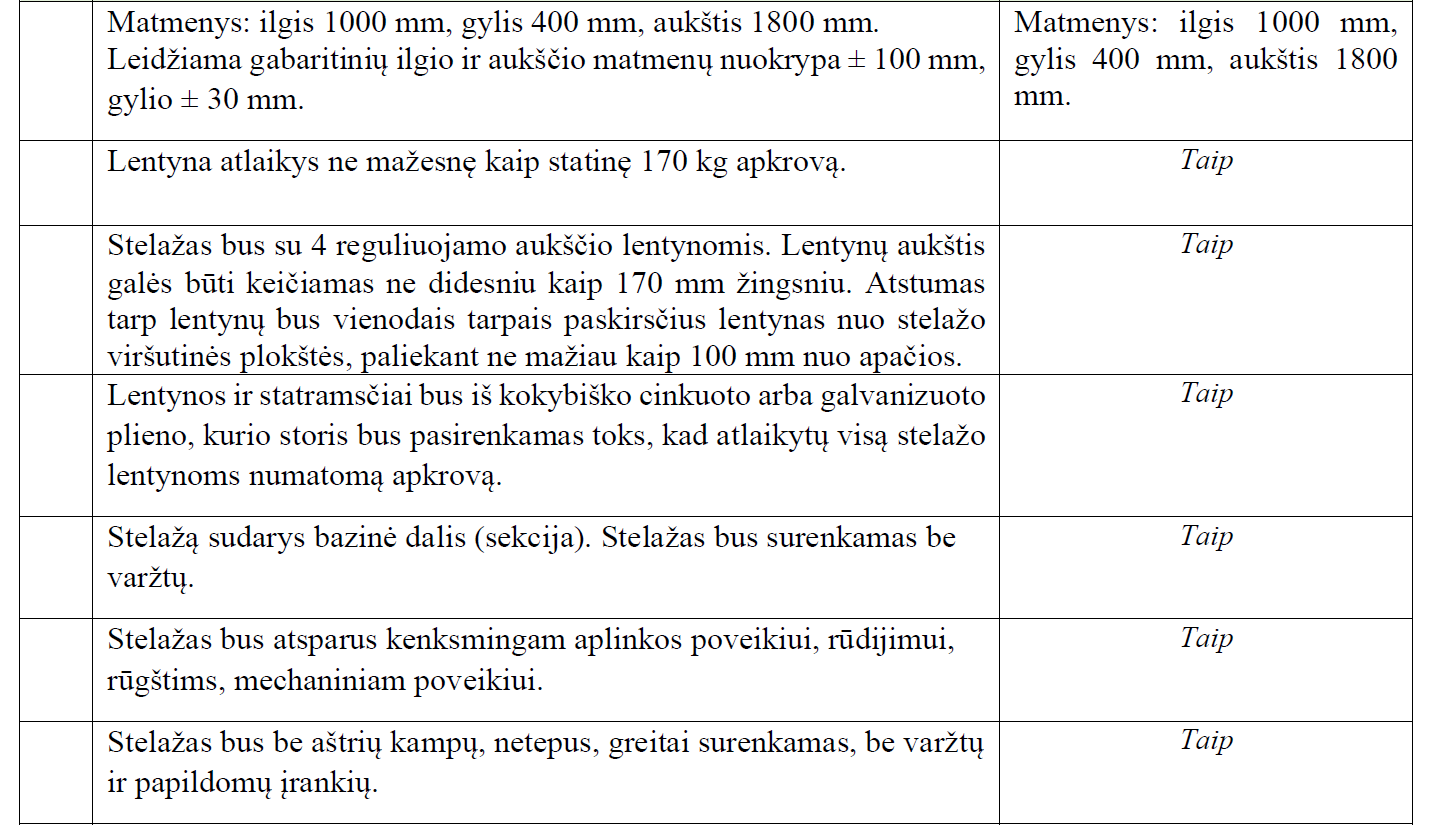 Matmenys: ilgis 1000 mm, gylis 400 mm, aukštis 1800 mm.
Leidžiama gabaritinių ilgio ir aukščio matmenų nuokrypa ± 100 mm,
gylio ± 30 mm.
Matmenys: ilgis 1000 mm,
gylis 400 mm, aukštis 1800
mm.
Lentyna atlaikys ne mažesnę kaip statinę 170 kg apkrovą.
Taip
Stelažas bus su 4 reguliuojamo aukščio lentynomis. Lentynų aukštis
galės būti keičiamas ne didesniu kaip 170 mm žingsniu. Atstumas
tarp lentynų bus vienodais tarpais paskirsčius lentynas nuo stelažo
viršutinės plokštės, paliekant ne mažiau kaip 100 mm nuo apačios.
Taip
Lentynos ir statramsčiai bus iš kokybiško cinkuoto arba galvanizuoto
plieno, kurio storis bus pasirenkamas toks, kad atlaikytų visą stelažo
lentynoms numatomą apkrovą.
Taip
Stelažą sudarys bazinė dalis (sekcija). Stelažas bus surenkamas be
varžtų.
Taip
Stelažas bus atsparus kenksmingam aplinkos poveikiui, rūdijimui,
rūgštims, mechaniniam poveikiui.
Taip
Stelažas bus be aštrių kampų, netepus, greitai surenkamas, be varžtų
ir papildomų įrankių.
Taip